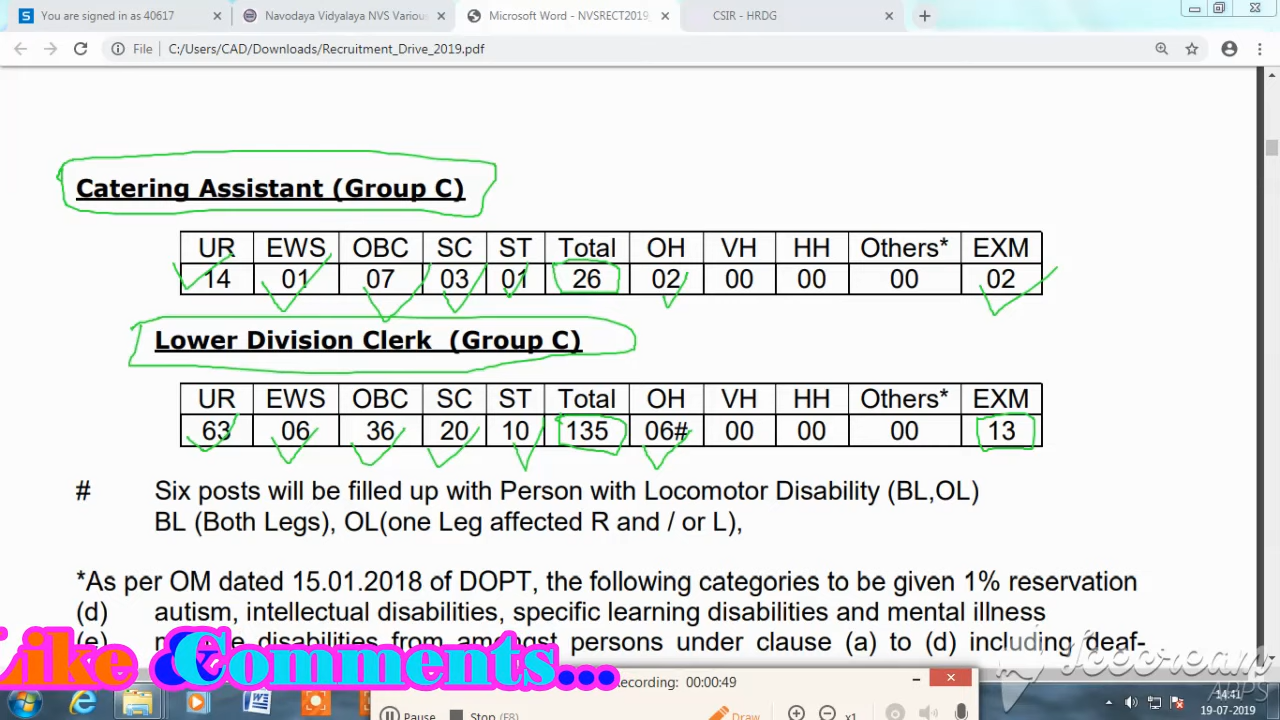 You are signed in as 40617
Navodaya Vidyalaya NVS Various
Microsoft Word - NVSRECT2019_
CSIR - HRDG
File C:/Users/CAD/Downloads/Recruitment_Drive_2019.pdf
Catering Assistant (Group C)
UR EWS OBC SC ST Total OH VH HH Others* EXM
14 01 07 03 01 26 02 00 00 00 02
Lower Division Clerk (Group C)
UR EWS OBC SC ST Total OH VH HH Others* EXM
63 06 36 20 10 135 06# 00 00 00 13
# Six posts will be filled up with Person with Locomotor Disability (BL,OL)
BL (Both Legs), OL(one Leg affected R and / or L),
*As per OM dated 15.01.2018 of DOPT, the following categories to be given 1% reservation
(d) autism, intellectual disabilities, specific learning disabilities and mental illness
(e) disabilities from amongst persons under clause (a) to (d) including deaf-
Like & Comments...
Icecream
APPS
Recording: 00:00:49
Pause Stop (F8) Draw x1
14:41
19-07-2019